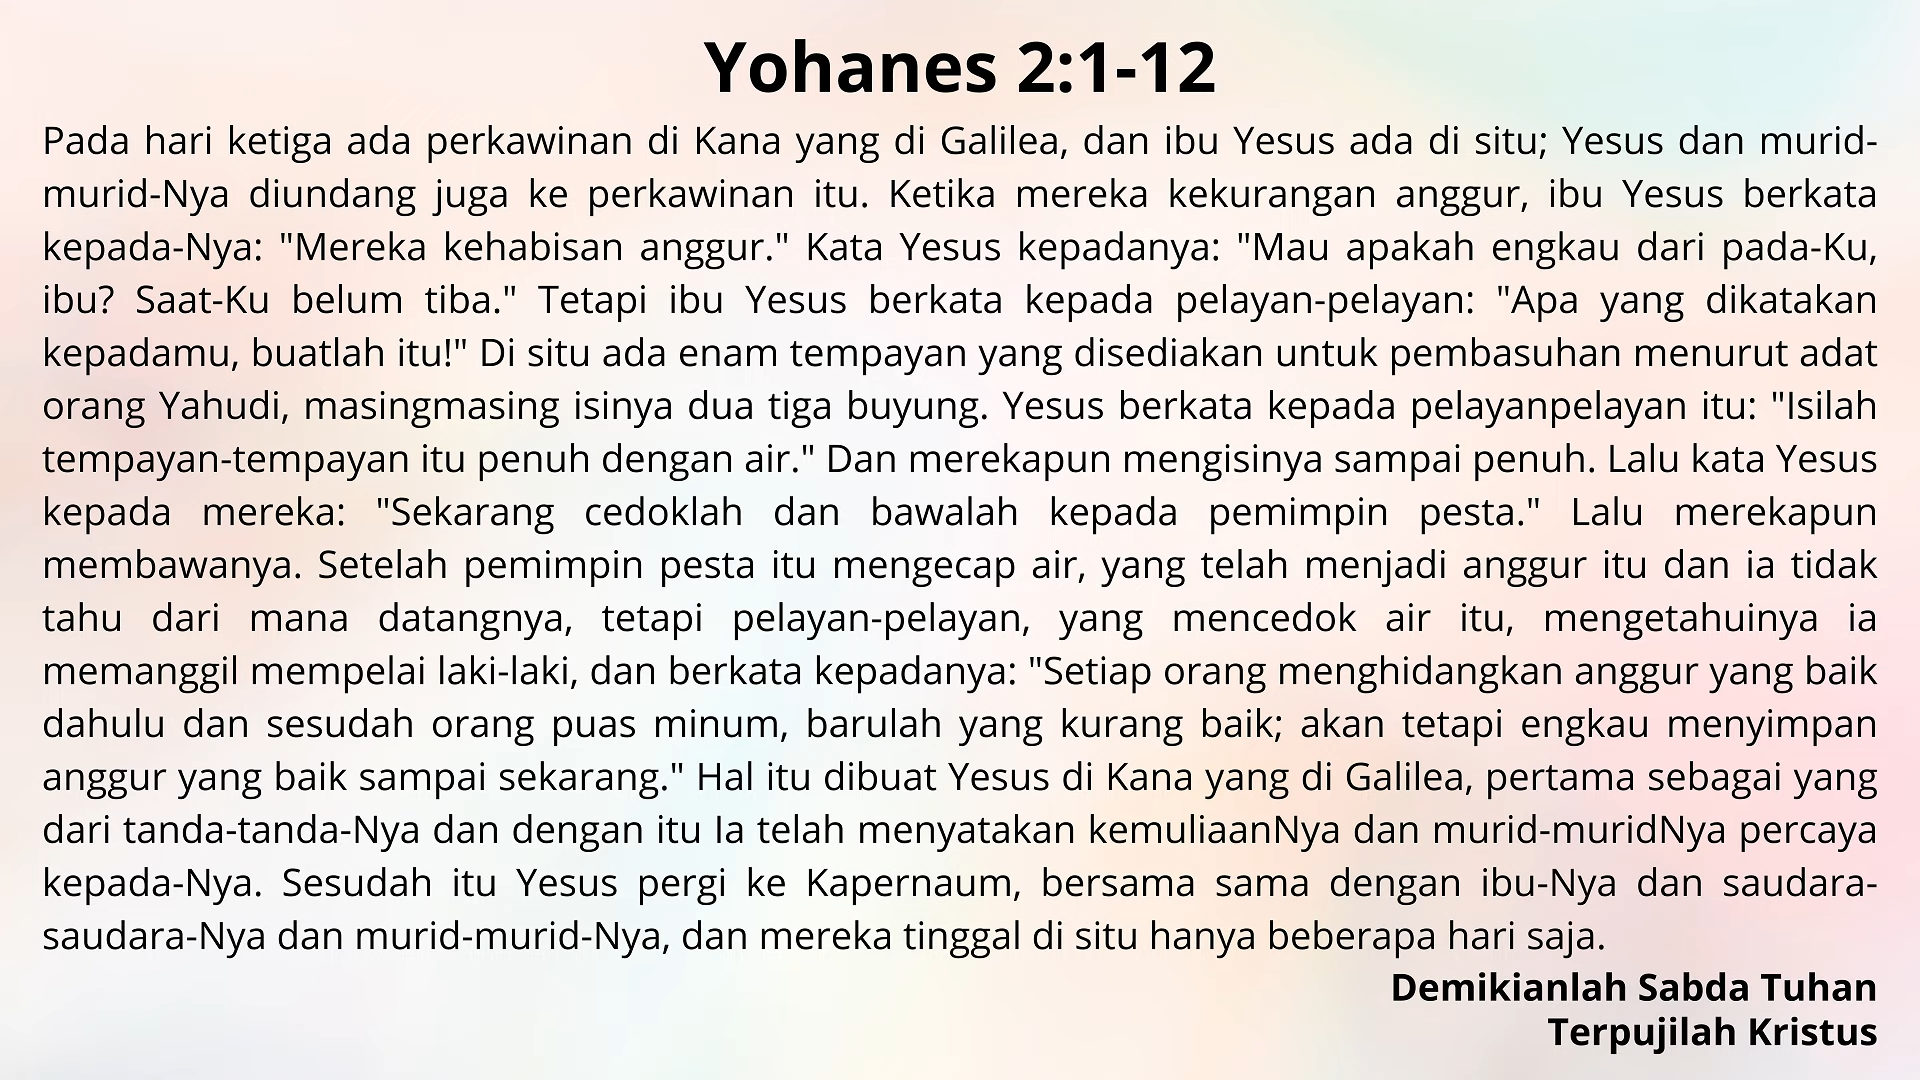 Yohanes 2:1-12
Pada hari ketiga ada perkawinan di Kana yang di Galilea, dan ibu Yesus ada di situ; Yesus dan murid-
murid-Nya diundang juga ke perkawinan itu. Ketika mereka kekurangan anggur, ibu Yesus berkata
kepada-Nya: "Mereka kehabisan anggur." Kata Yesus kepadanya: "Mau apakah engkau dari pada-Ku,
ibu? Saat-Ku belum tiba." Tetapi ibu Yesus berkata kepada pelayan-pelayan: "Apa yang dikatakan
kepadamu, buatlah itu!" Di situ ada enam tempayan yang disediakan untuk pembasuhan menurut adat
orang Yahudi, masingmasing isinya dua tiga buyung. Yesus berkata kepada pelayanpelayan itu: "Isilah
tempayan-tempayan itu penuh dengan air." Dan merekapun mengisinya sampai penuh. Lalu kata Yesus
kepada mereka: "Sekarang cedoklah dan bawalah kepada pemimpin pesta." Lalu merekapun
membawanya. Setelah pemimpin pesta itu mengecap air, yang telah menjadi anggur itu dan ia tidak
tahu dari mana datangnya, tetapi pelayan-pelayan, yang mencedok air itu, mengetahuinya ia
memanggil mempelai laki-laki, dan berkata kepadanya: "Setiap orang menghidangkan anggur yang baik
dahulu dan sesudah orang puas minum, barulah yang kurang baik; akan tetapi engkau menyimpan
anggur yang baik sampai sekarang." Hal itu dibuat Yesus di Kana yang di Galilea, pertama sebagai yang
dari tanda-tanda-Nya dan dengan itu Ia telah menyatakan kemuliaanNya dan murid-muridNya percaya
kepada-Nya. Sesudah itu Yesus pergi ke Kapernaum, bersama sama dengan ibu-Nya dan saudara-
saudara-Nya dan murid-murid-Nya, dan mereka tinggal di situ hanya beberapa hari saja.
Demikianlah Sabda Tuhan
Terpujilah Kristus